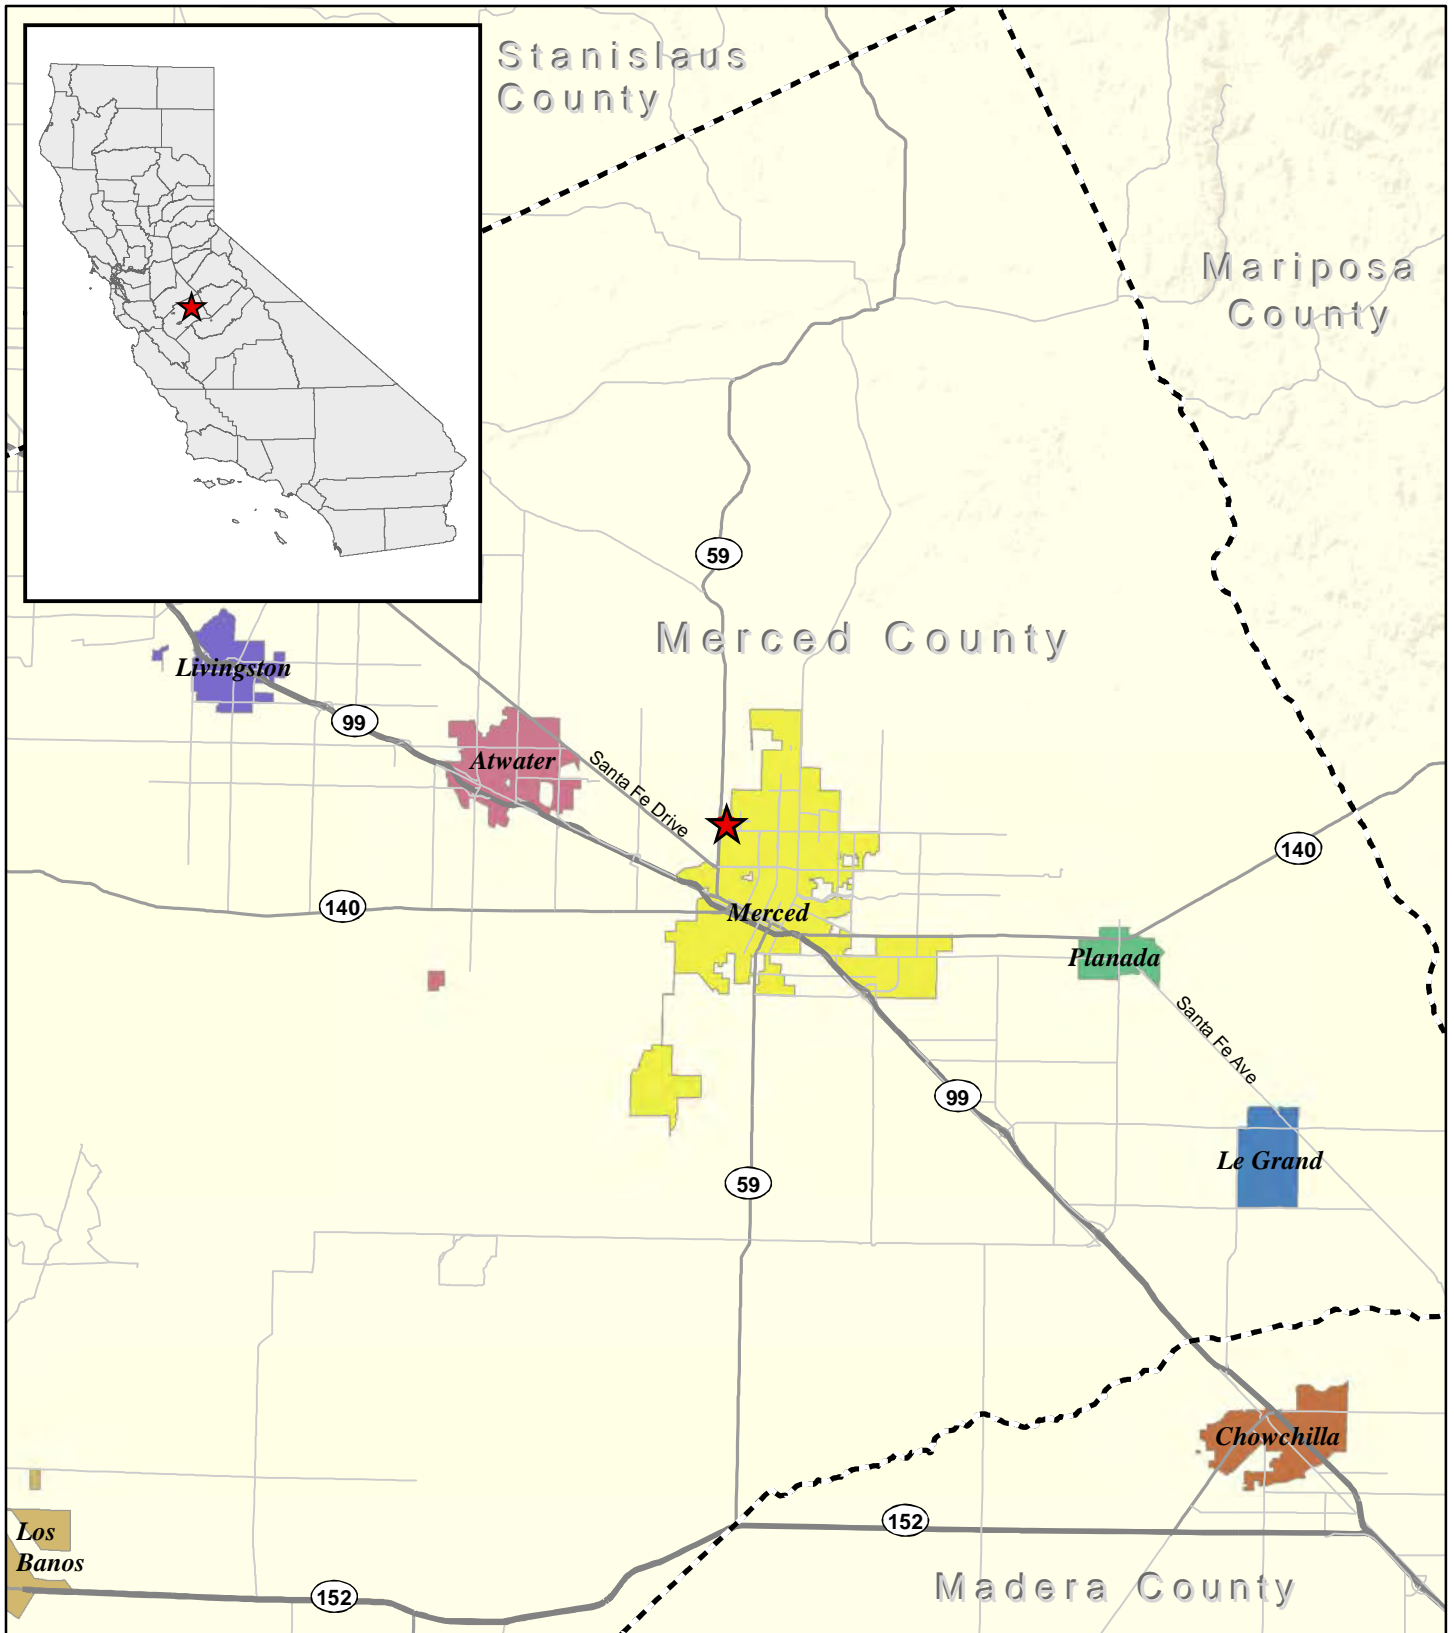 Stanislaus
County
Mariposa
County
59
Merced County
Livingston
99
Atwater
Santa Fe Drive
140
140
Merced
Planada
Santa Fe Ave
99
Le Grand
59
Chowchilla
152
Los
Banos
Madera County
152